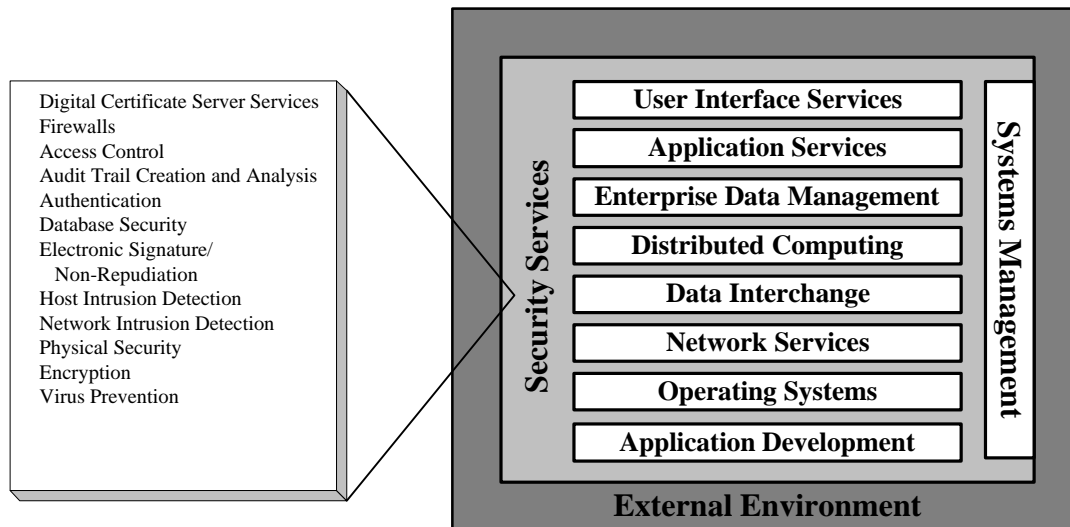 Digital Certificate Server Services
Firewalls
Access Control
Audit Trail Creation and Analysis
Authentication
Database Security
Electronic Signature/
Non-Repudiation
Host Intrusion Detection
Network Intrusion Detection
Physical Security
Encryption
Virus Prevention
Security Services
User Interface Services
Application Services
Enterprise Data Management
Distributed Computing
Data Interchange
Network Services
Operating Systems
Application Development
Systems Management
External Environment